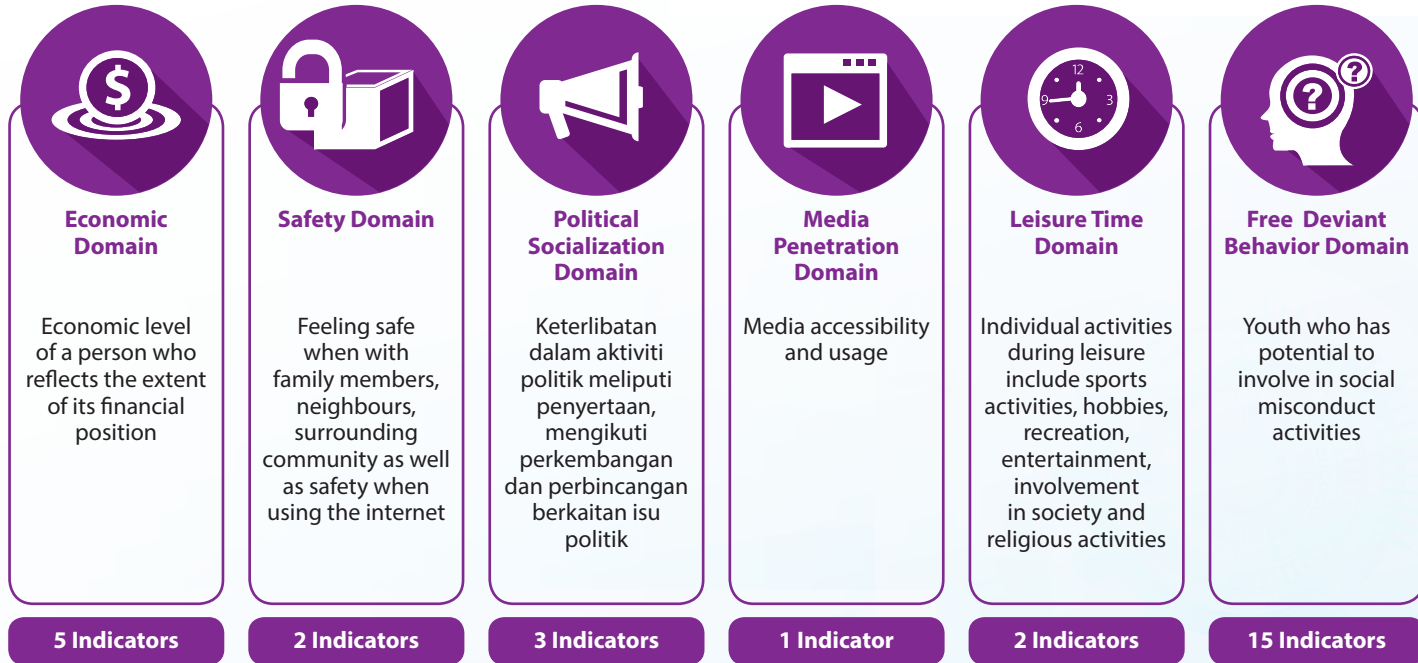 $
12
9
3
6
?
?
Economic
Domain
Economic level
of a person who
reflects the extent
of its financial
position
5 Indicators
Safety Domain
Feeling safe
when with
family members,
neighbours,
surrounding
community as well
as safety when
using the internet
2 Indicators
Political
Socialization
Domain
Keterlibatan
dalam aktiviti
politik meliputi
penyertaan,
mengikuti
perkembangan
dan perbincangan
berkaitan isu
politik
3 Indicators
Media
Penetration
Domain
Media accessibility
and usage
1 Indicator
Leisure Time
Domain
Individual activities
during leisure
include sports
activities, hobbies,
recreation,
entertainment,
involvement
in society and
religious activities
2 Indicators
Free  Deviant
Behavior Domain
Youth who has
potential to
involve in social
misconduct
activities
15 Indicators